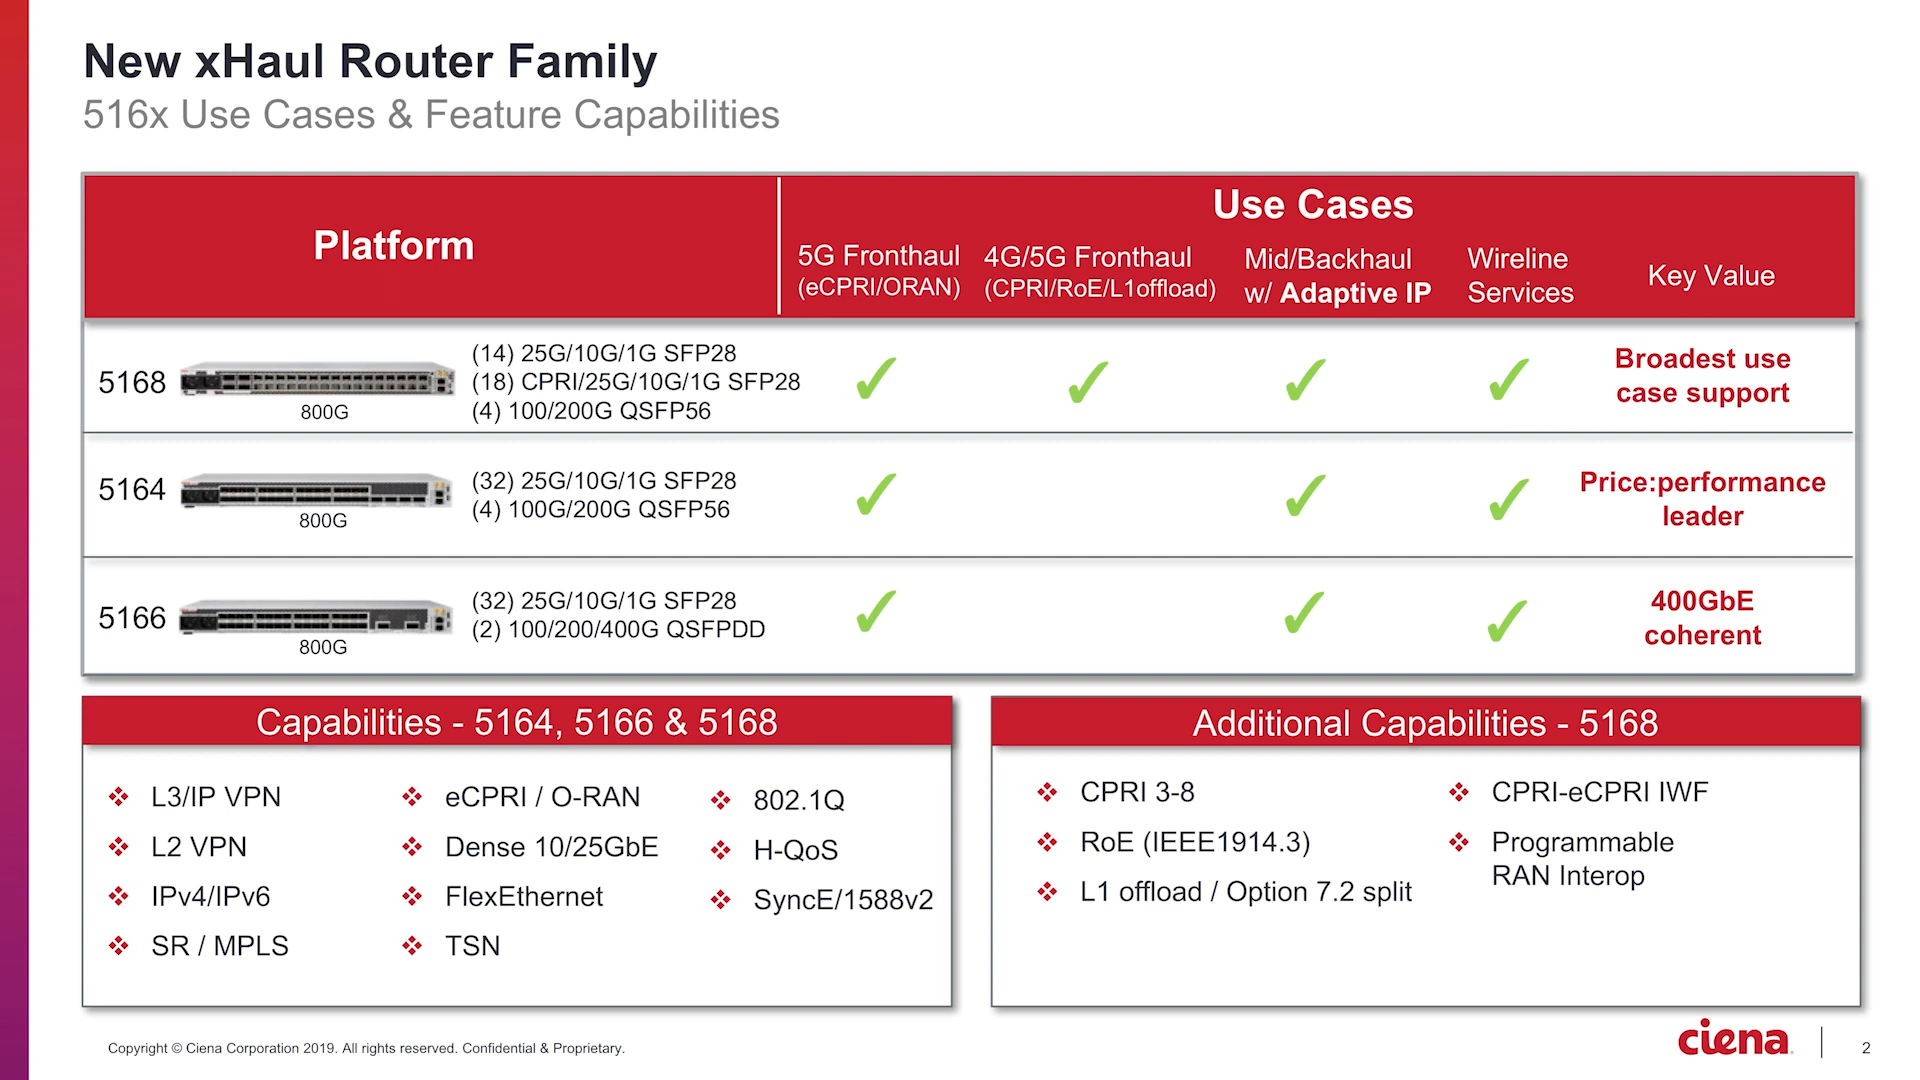 New xHaul Router Family
516x Use Cases & Feature Capabilities
Platform
Use Cases
5G Fronthaul
(eCPRI/ORAN)
4G/5G Fronthaul
(CPRI/RoE/L1offload)
Mid/Backhaul
w/ Adaptive IP
Wireline
Services
Key Value
5168
800G
(14) 25G/10G/1G SFP28
(18) CPRI/25G/10G/1G SFP28
(4) 100/200G QSFP56
Broadest use
case support
5164
800G
(32) 25G/10G/1G SFP28
(4) 100G/200G QSFP56
Price:performance
leader
5166
800G
(32) 25G/10G/1G SFP28
(2) 100/200/400G QSFPDD
400GbE
coherent
Capabilities - 5164, 5166 & 5168
L3/IP VPN
L2 VPN
IPv4/IPv6
SR / MPLS
eCPRI / O-RAN
Dense 10/25GbE
FlexEthernet
TSN
802.1Q
H-QoS
SyncE/1588v2
Additional Capabilities - 5168
CPRI 3-8
RoE (IEEE1914.3)
L1 offload / Option 7.2 split
CPRI-eCPRI IWF
Programmable
RAN Interop
Copyright © Ciena Corporation 2019. All rights reserved. Confidential & Proprietary.
ciena
2